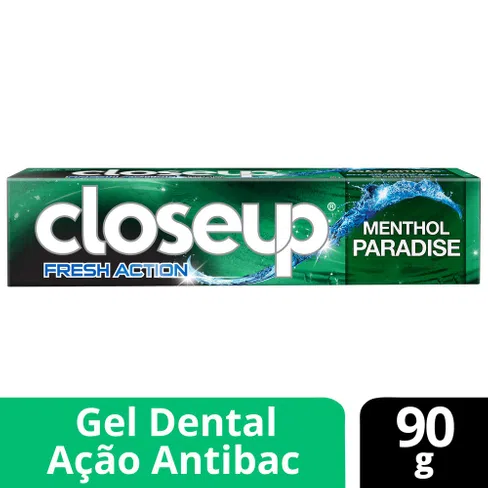 closeup®
FRESH ACTION
MENTHOL
PARADISE
Gel Dental
Ação Antibac
90
g